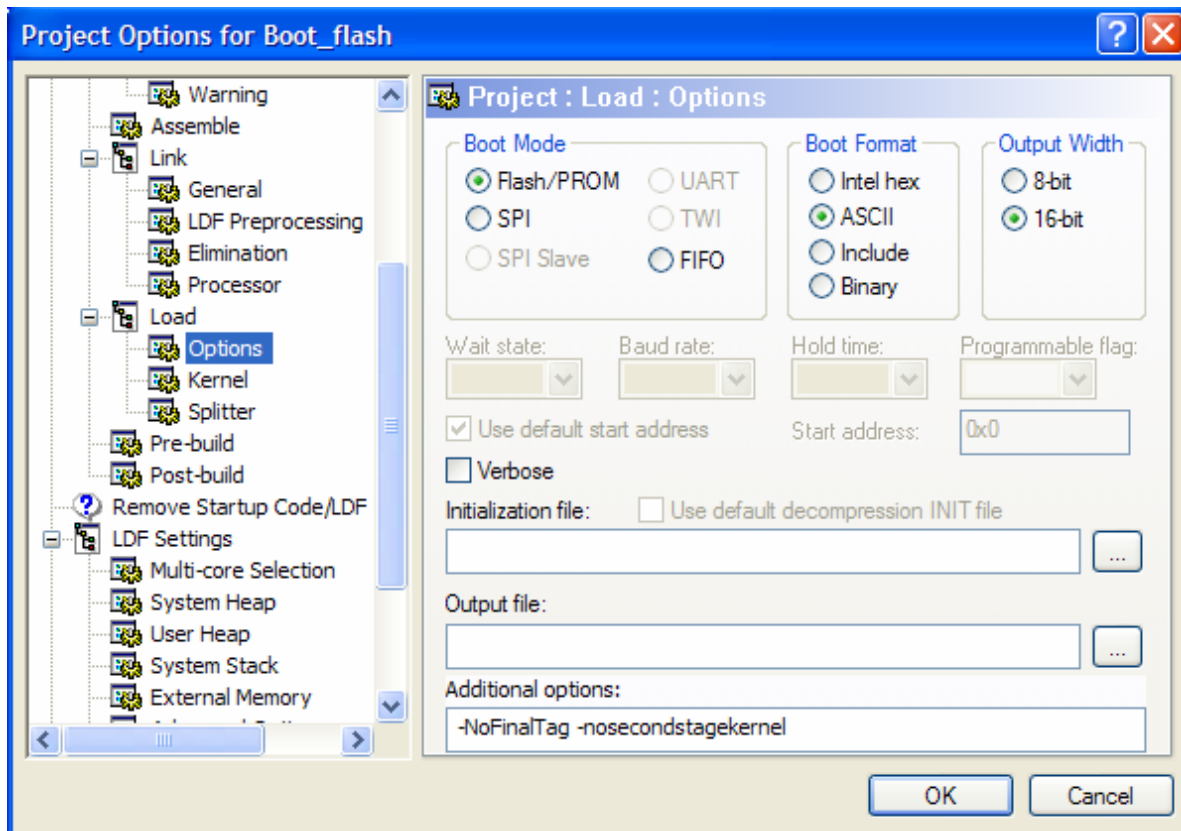 Project Options for Boot_flash
Warning
Assemble
Link
General
LDF Preprocessing
Elimination
Processor
Load
Options
Kernel
Splitter
Pre-build
Post-build
Remove Startup Code/LDF
LDF Settings
Multi-core Selection
System Heap
User Heap
System Stack
External Memory
Project : Load : Options
Boot Mode
Flash/PROM
UART
SPI
TWI
SPI Slave
FIFO
Boot Format
Intel hex
ASCII
Include
Binary
Output Width
8-bit
16-bit
Wait state:
Baud rate:
Hold time:
Programmable flag:
Use default start address
Start address:
0x0
Verbose
Initialization file:
Use default decompression INIT file
...
Output file:
...
Additional options:
-NoFinalTag -nosecondstagekernel
OK
Cancel